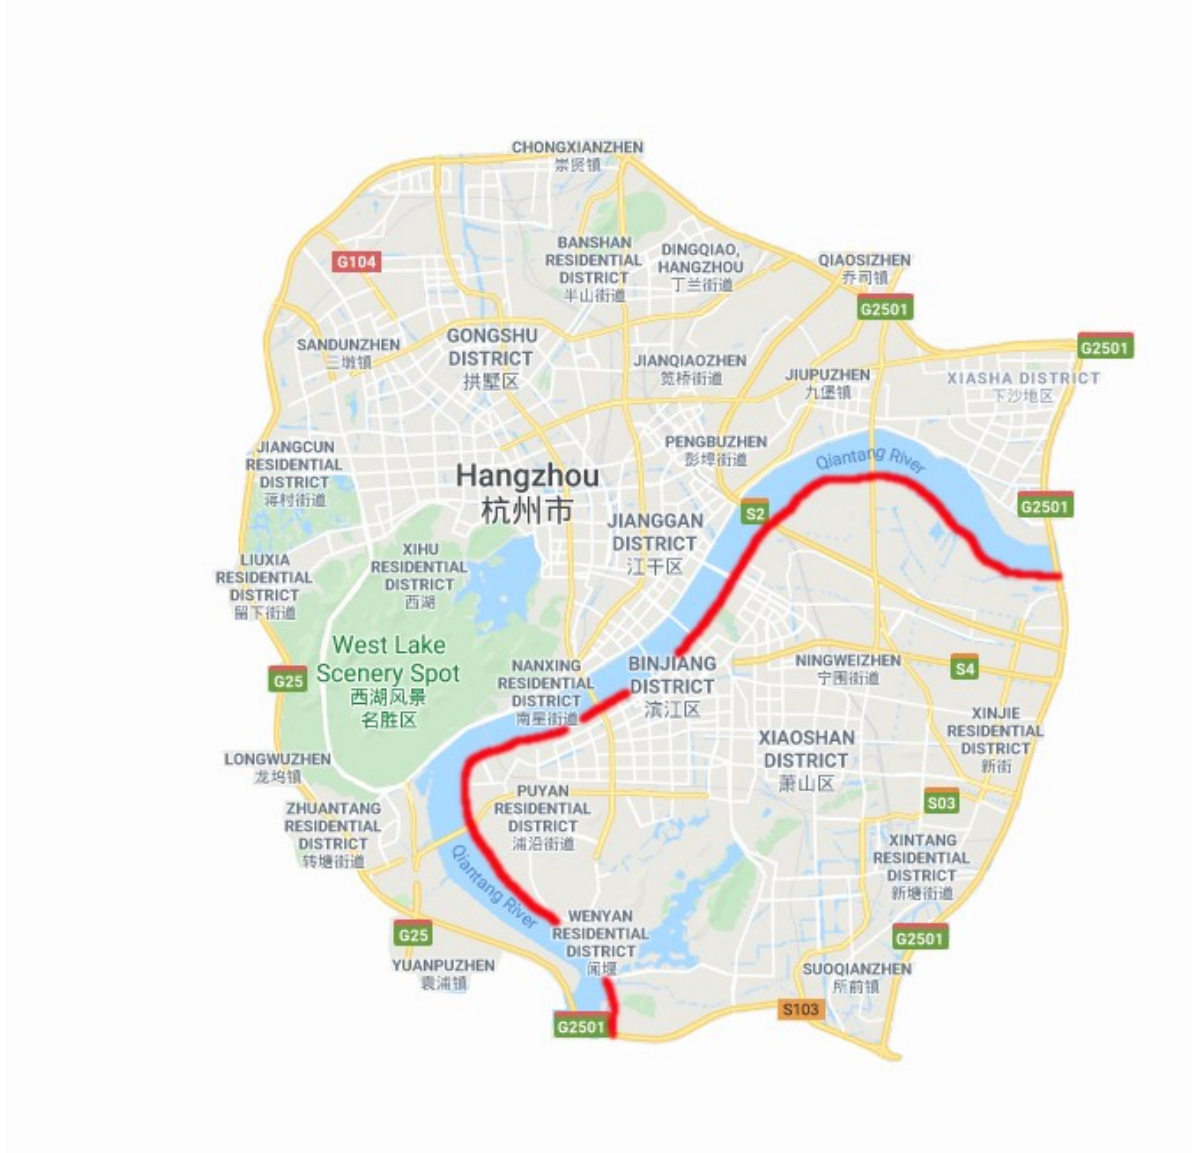 CHONGXIANZHEN
崇贤镇
BANSHAN
RESIDENTIAL
DISTRICT
半山街道
DINGQIAO,
HANGZHOU
丁兰街道
QIAOSIZHEN
乔司镇
G104
G2501
GONGSHU
DISTRICT
拱墅区
SANDUNZHEN
三墩镇
G2501
JIANQIAOZHEN
笕桥街道
JIUPUZHEN
九堡镇
XIASHA DISTRICT
下沙地区
JIANGCUN
RESIDENTIAL
DISTRICT
蒋村街道
PENGBUZHEN
彭埠街道
Qiantang River
Hangzhou
杭州市
S2
G2501
JIANGGAN
DISTRICT
江干区
XIHU
RESIDENTIAL
DISTRICT
西湖
LIUXIA
RESIDENTIAL
DISTRICT
留下街道
West Lake
Scenery Spot
西湖风景
名胜区
G25
NANXING
RESIDENTIAL
DISTRICT
南星街道
BINJIANG
DISTRICT
滨江区
NINGWEIZHEN
宁围街道
S4
XINJIE
RESIDENTIAL
DISTRICT
新街
XIAOSHAN
DISTRICT
萧山区
LONGWUZHEN
龙坞镇
ZHUANTANG
RESIDENTIAL
DISTRICT
转塘街道
PUYAN
RESIDENTIAL
DISTRICT
浦沿街道
S03
XINTANG
RESIDENTIAL
DISTRICT
新塘街道
Qiantang River
WENYAN
RESIDENTIAL
DISTRICT
闻堰
G25
G2501
YUANPUZHEN
袁浦镇
SUOQIANZHEN
所前镇
S103
G2501